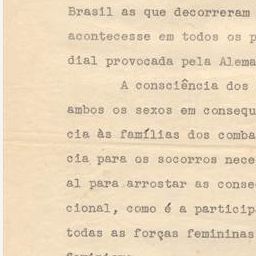 Brasil as que decorreram
acontecesse em todos os p
dial provocada pela Alema
A consciência dos
ambos os sexos em consequ
cia às famílias dos comba
cia para os socorros nece
al para arrostar as conse
cional, como é a particip
todas as forças femininas